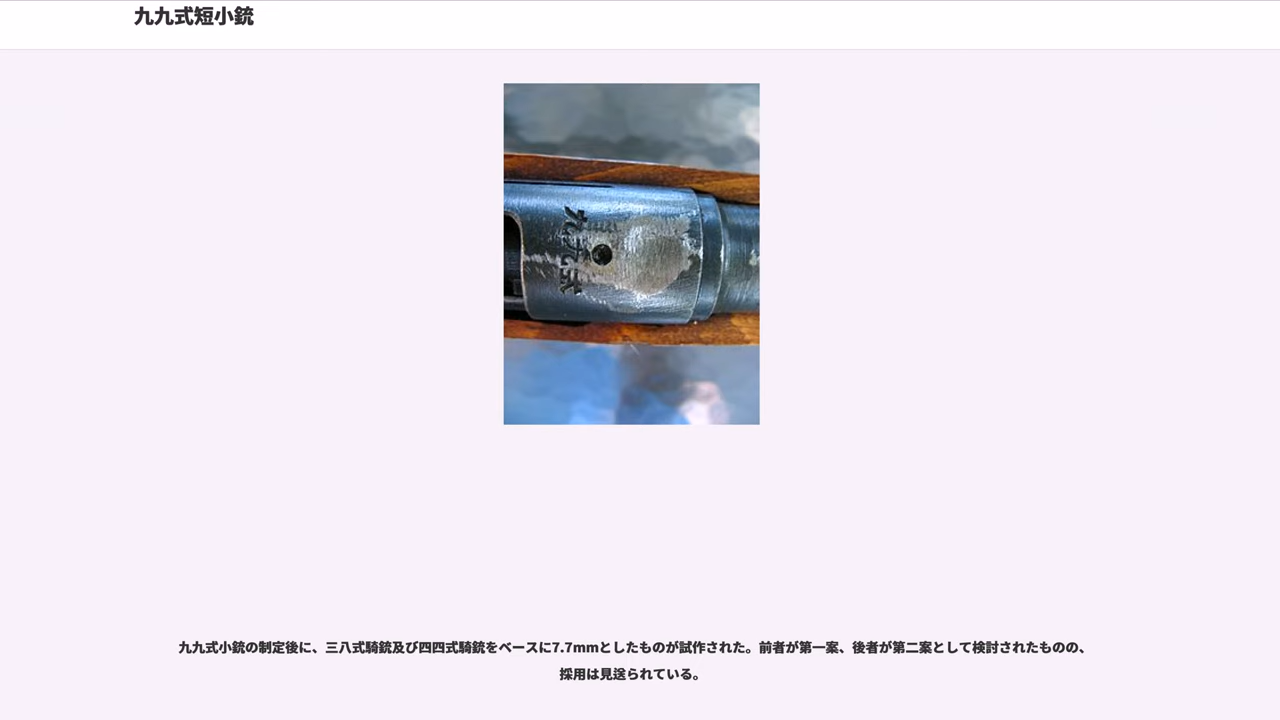 九九式短小銃
九九式
九九式小銃の制定後に、三八式騎銃及び四四式騎銃をベースに7.7mmとしたものが試作された。前者が第一案、後者が第二案として検討されたものの、
採用は見送られている。